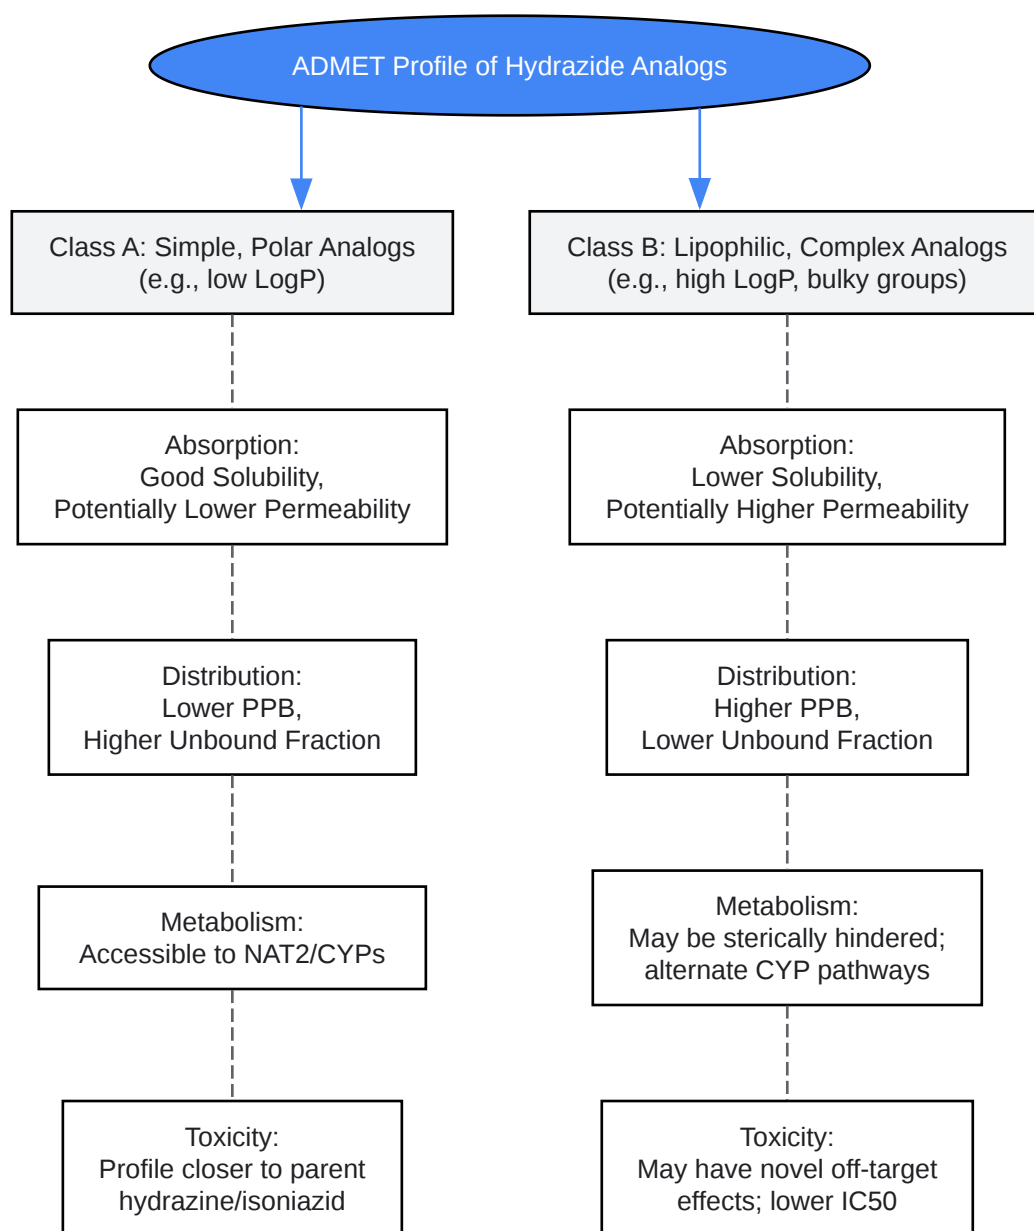 ADMET Profile of Hydrazide Analogs
Class A: Simple, Polar Analogs
(e.g., low LogP)
Class B: Lipophilic, Complex Analogs
(e.g., high LogP, bulky groups)
Absorption:
Good Solubility,
Potentially Lower Permeability
Absorption:
Lower Solubility,
Potentially Higher Permeability
Distribution:
Lower PPB,
Higher Unbound Fraction
Distribution:
Higher PPB,
Lower Unbound Fraction
Metabolism:
Accessible to NAT2/CYPs
Metabolism:
May be sterically hindered;
alternate CYP pathways
Toxicity:
Profile closer to parent
hydrazine/isoniazid
Toxicity:
May have novel off-target
effects; lower IC50